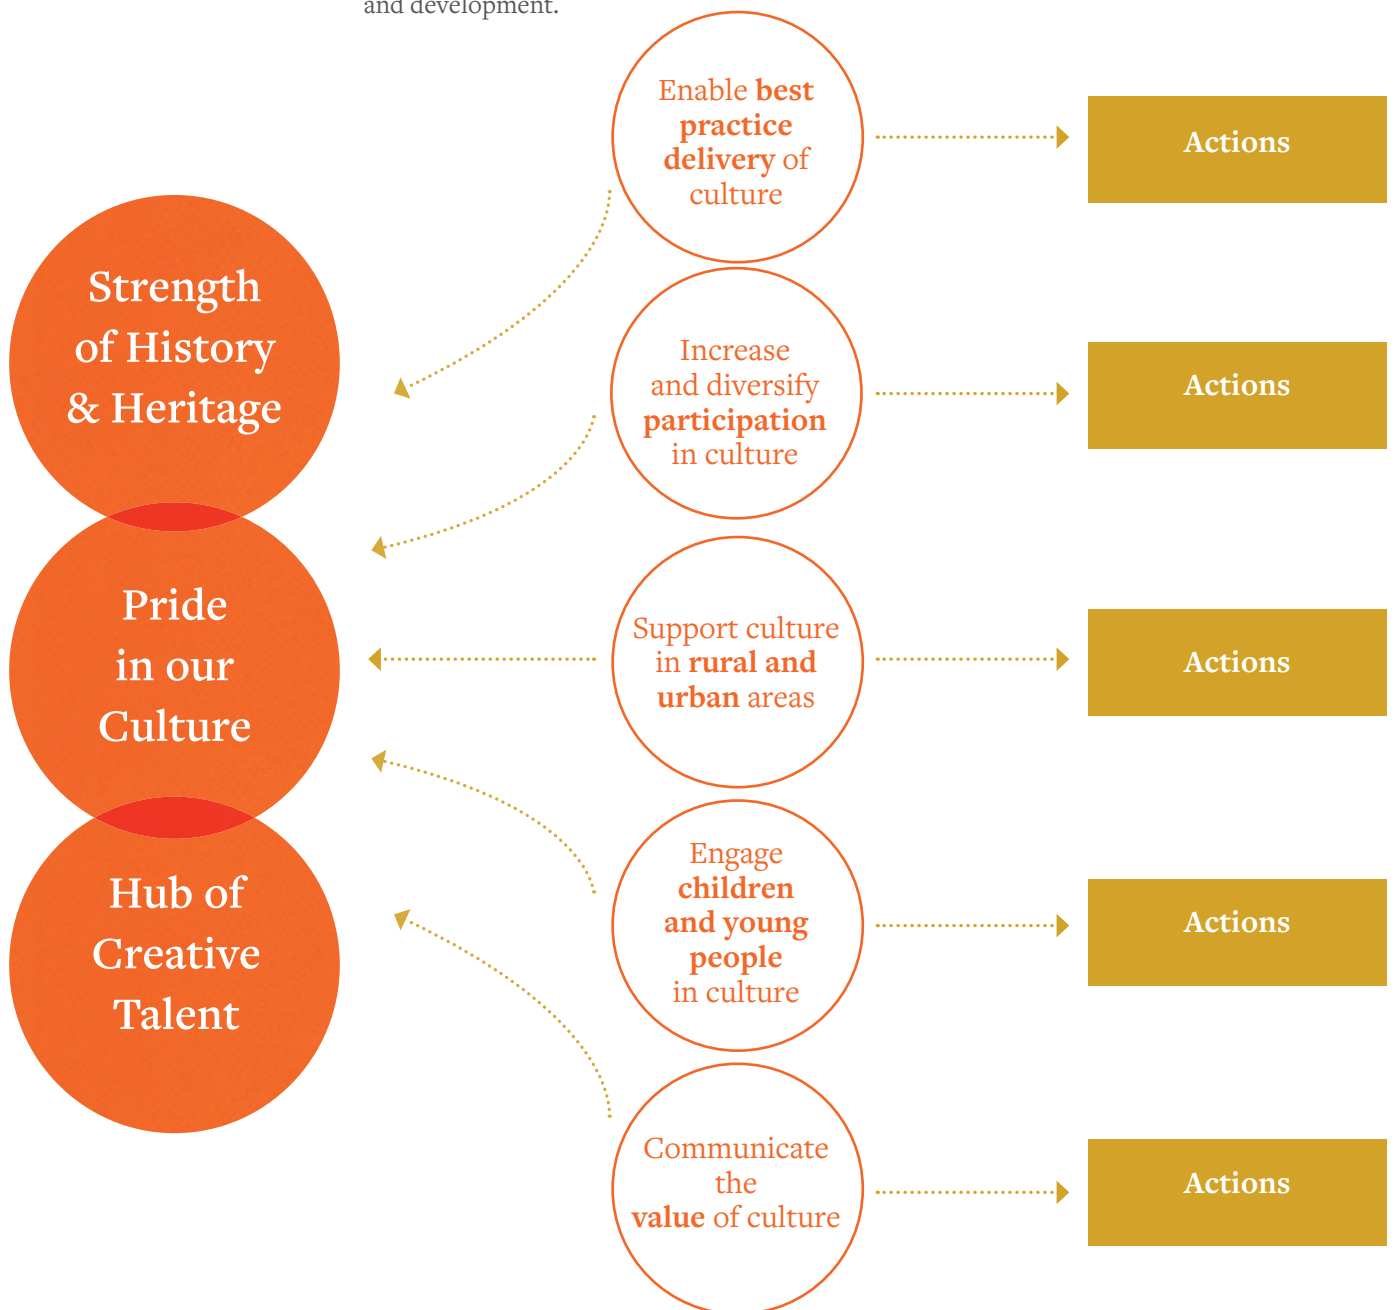 and development.
Strength
of History
& Heritage
Pride
in our
Culture
Hub of
Creative
Talent
Enable best
practice
delivery of
culture
Increase
and diversify
participation
in culture
Support culture
in rural and
urban areas
Engage
children
and young
people
in culture
Communicate
the
value of culture
Actions
Actions
Actions
Actions
Actions